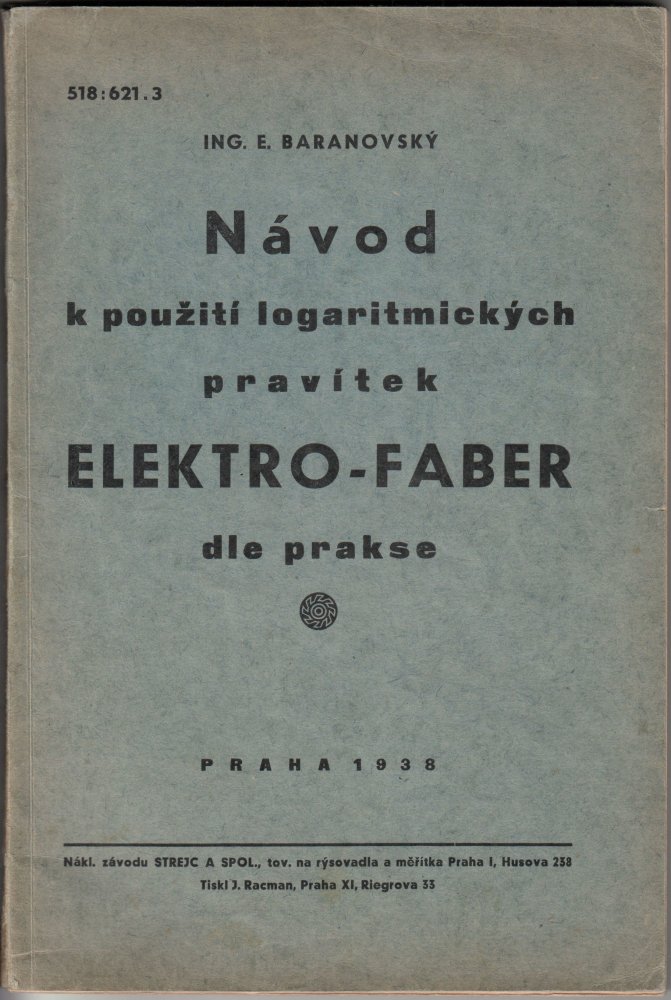 518:621.3
ING. E. BARANOVSKÝ
Návod
k použití logaritmických
pravítek
ELEKTRO-FABER
dle prakse
PRAHA 1938
Nákl. závodu STREJC A SPOL., tov. na rýsovadla a měřítka Praha I, Husova 238
Tiskl J. Racman, Praha XI, Riegrova 33